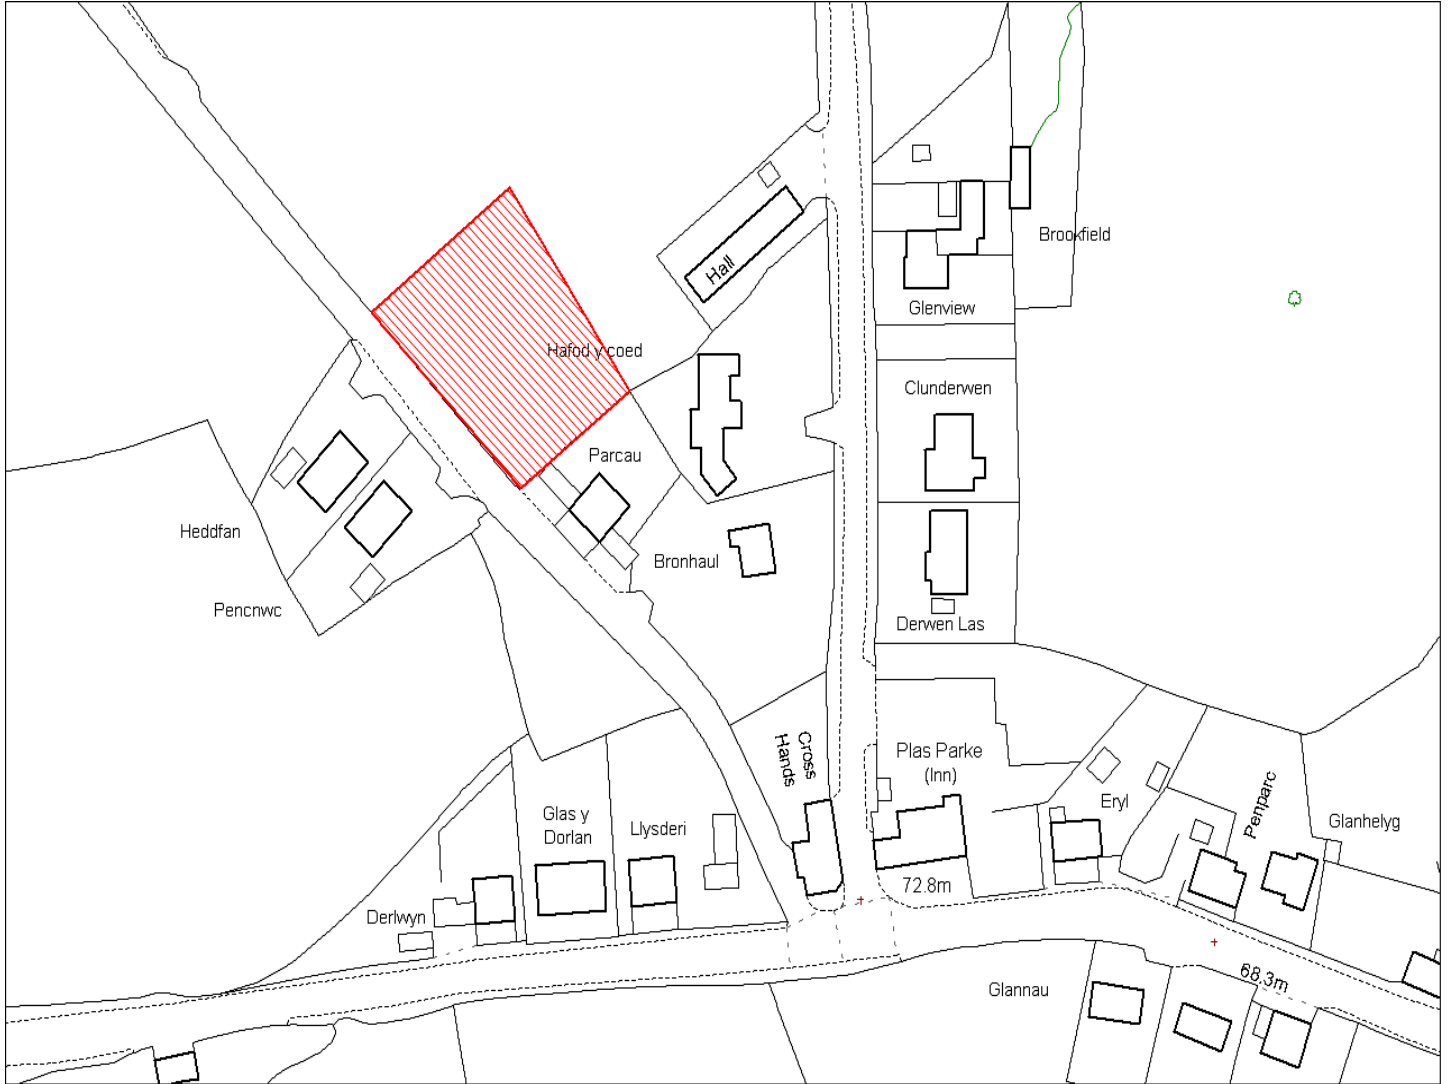 Brookfield
Hall
Glenview
Hafod y coed
Clunderwen
Parcau
Heddfan
Bronhaul
Pencnwc
Derwen Las
Cross
Hands
Plas Parke
(Inn)
Eryl
Penparc
Glanhelyg
Glas y
Dorlan
Llysderi
72.8m
Derlwyn
68.3m
Glannau